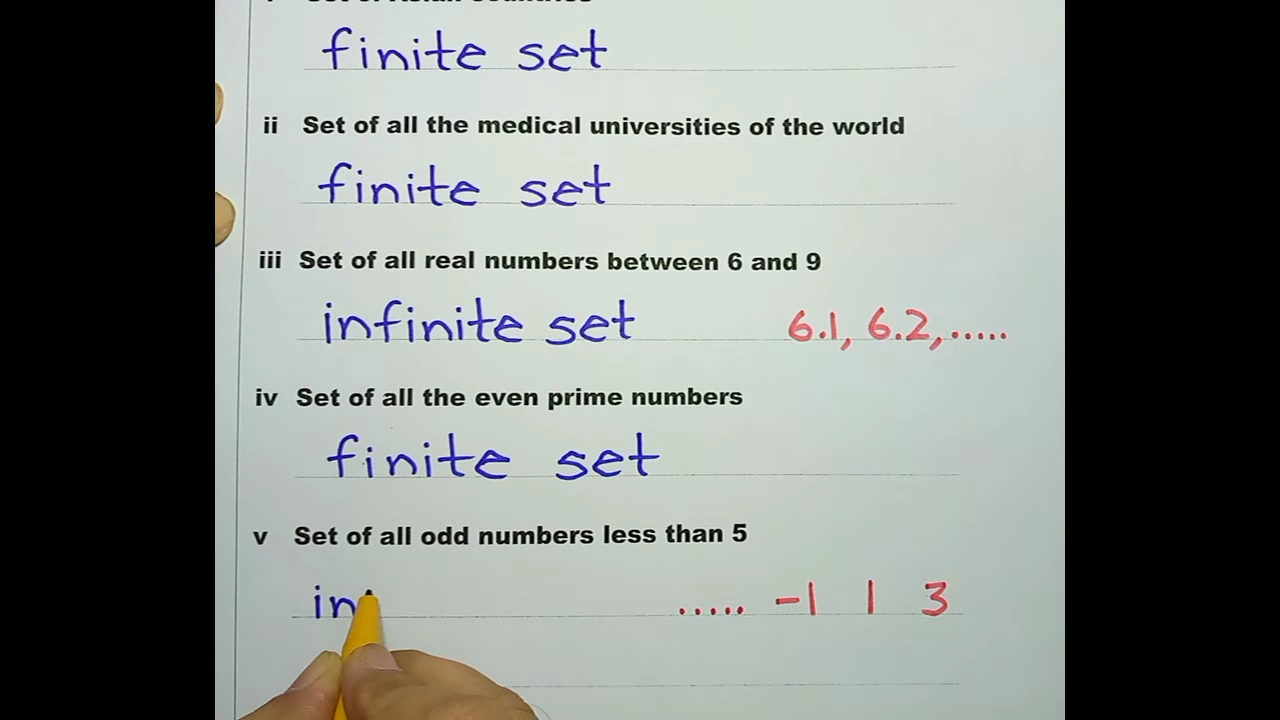 finite set
ii Set of all the medical universities of the world
finite set
iii Set of all real numbers between 6 and 9
infinite set 6.1, 6.2, .....
iv Set of all the even prime numbers
finite set
v Set of all odd numbers less than 5
in ..... -1 1 3